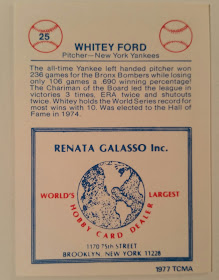 25
WHITEY FORD
Pitcher—New York Yankees
The all-time Yankee left handed pitcher won
236 games for the Bronx Bombers while losing
only 106 games a .690 winning percentage!
The Chariman of the Board led the league in
victories 3 times, ERA twice and shutouts
twice. Whitey holds the World Series record for
most wins with 10. Was elected to the Hall of
Fame in 1974.
RENATA GALASSO Inc.
WORLD'S LARGEST
HOBBY CARD DEALER
1170 75th STREET
BROOKLYN, NEW YORK 11228
1977 TCMA